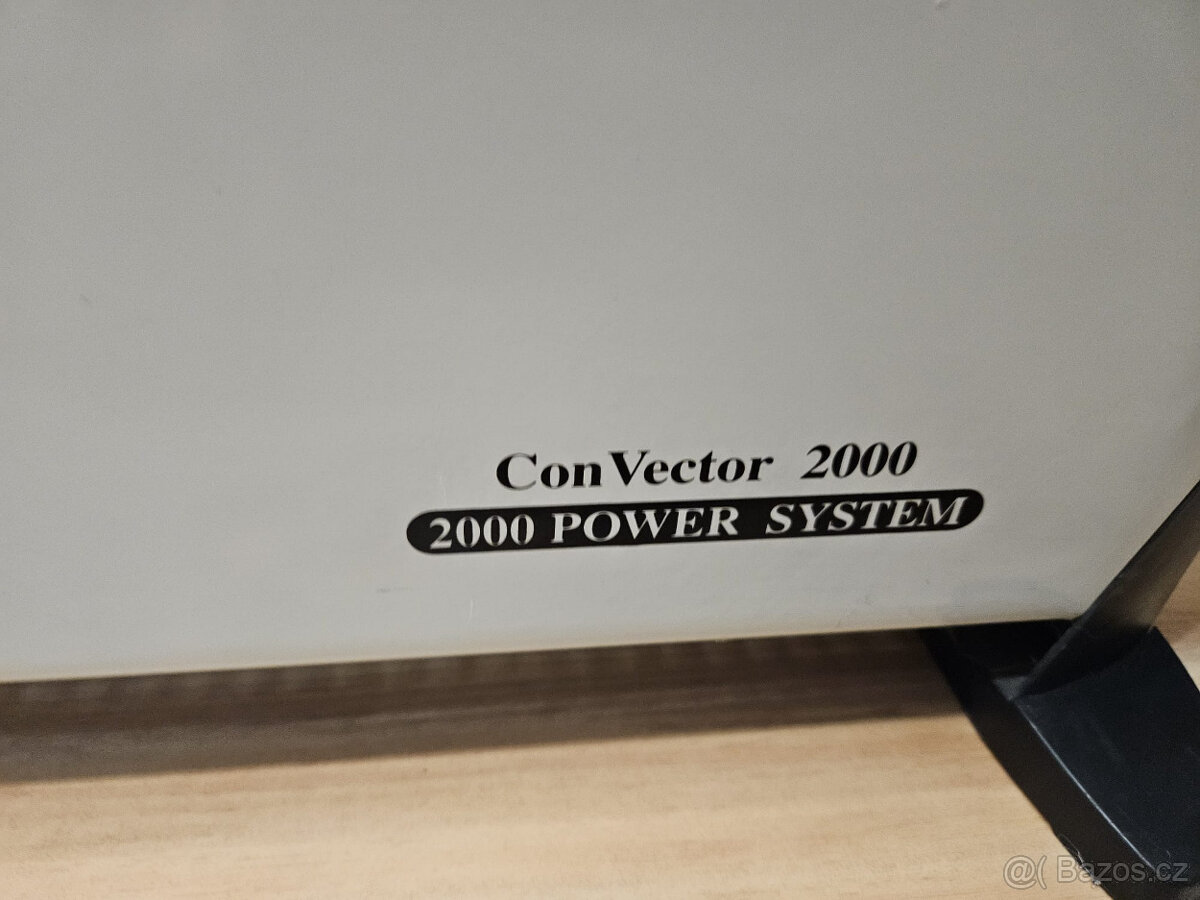 ConVector 2000
2000 POWER SYSTEM
@( Bazos.cz